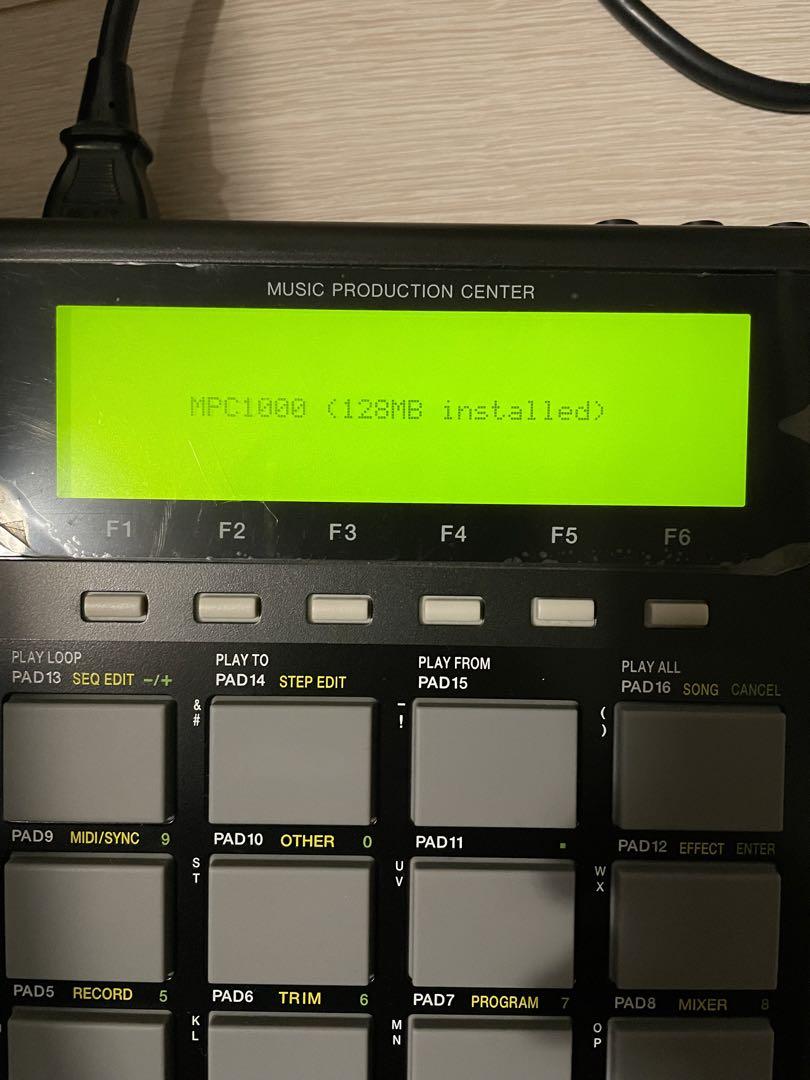 MUSIC PRODUCTION CENTER
MPC1000 (128MB installed)
F1 F2 F3 F4 F5 F6
PLAY LOOP PLAY TO PLAY FROM PLAY ALL
PAD13 SEQ EDIT -/+ PAD14 STEP EDIT PAD15 PAD16 SONG CANCEL
& - (
# ! )
PAD9 MIDI/SYNC 9 PAD10 OTHER 0 PAD11 . PAD12 EFFECT ENTER
S U W
T V X
PAD5 RECORD 5 PAD6 TRIM 6 PAD7 PROGRAM 7 PAD8 MIXER 8
K M O
L N P